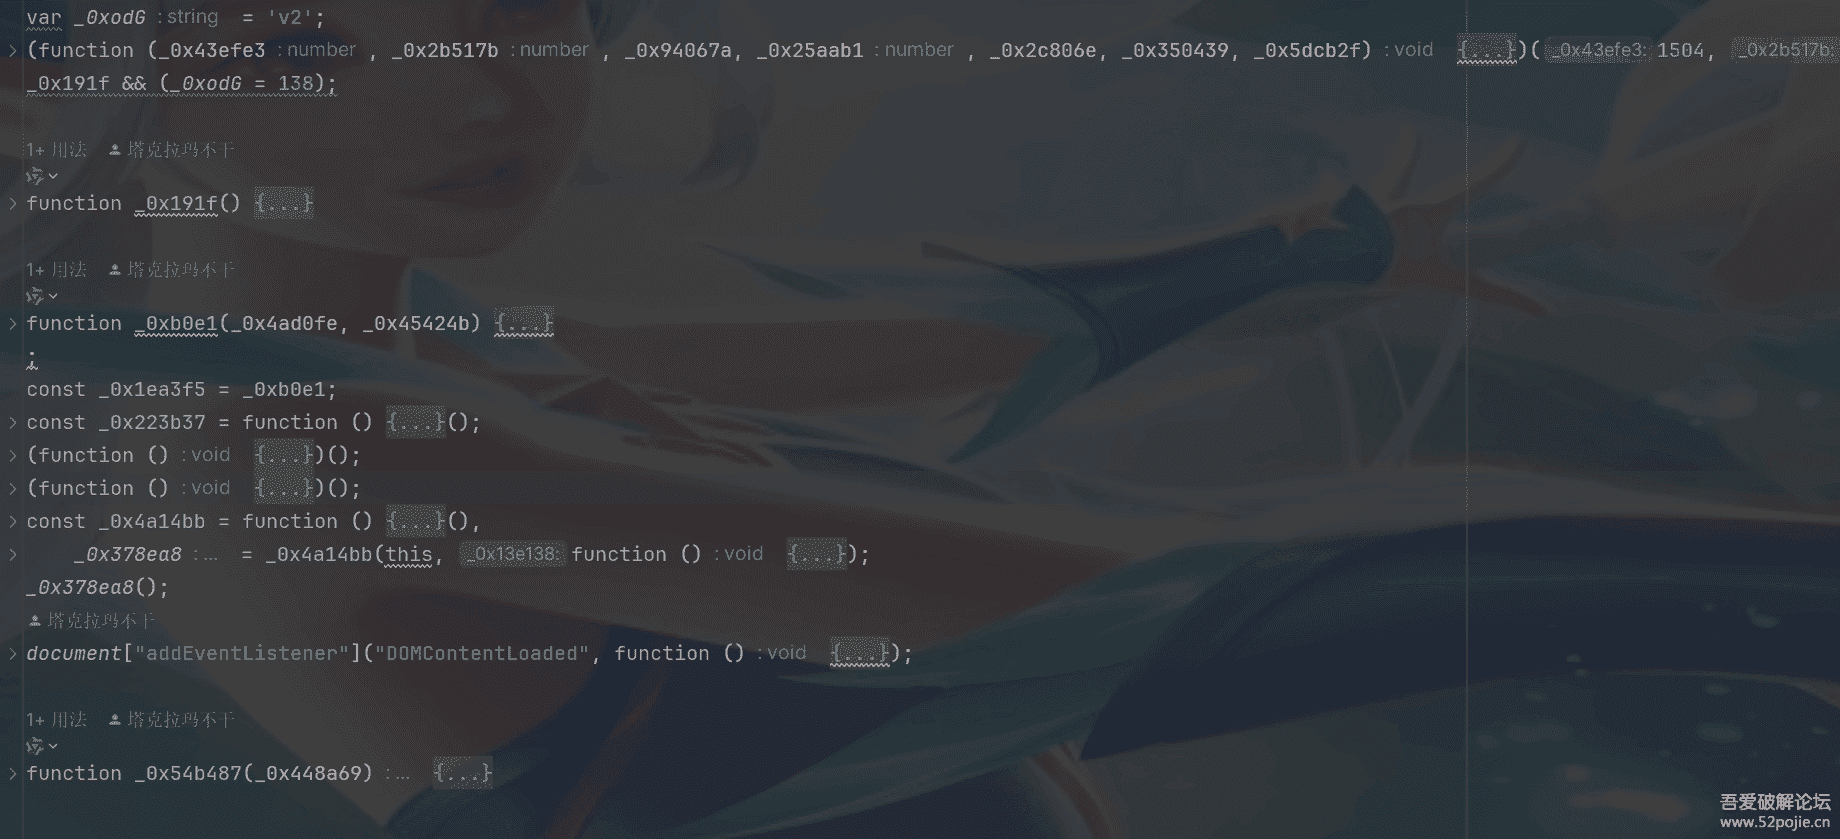 var _0xodG : string = 'v2';
(function (_0x43efe3 : number , _0x2b517b : number , _0x94067a, _0x25aab1 : number , _0x2c806e, _0x350439, _0x5dcb2f) : void {...})( _0x43efe3: 1504, _0x2b517b:
_0x191f && (_0xodG = 138);
1+ 用法 塔克拉玛不干
function _0x191f() {...}
1+ 用法 塔克拉玛不干
function _0xb0e1(_0x4ad0fe, _0x45424b) {...}
;
const _0x1ea3f5 = _0xb0e1;
const _0x223b37 = function () {...}();
(function () : void {...})();
(function () : void {...})();
const _0x4a14bb = function () {...}(),
_0x378ea8 : ... = _0x4a14bb(this, _0x13e138: function () : void {...});
_0x378ea8();
塔克拉玛不干
document["addEventListener"]("DOMContentLoaded", function () : void {...});
1+ 用法 塔克拉玛不干
function _0x54b487(_0x448a69) : ... {...}
吾爱破解论坛
www.52pojie.cn